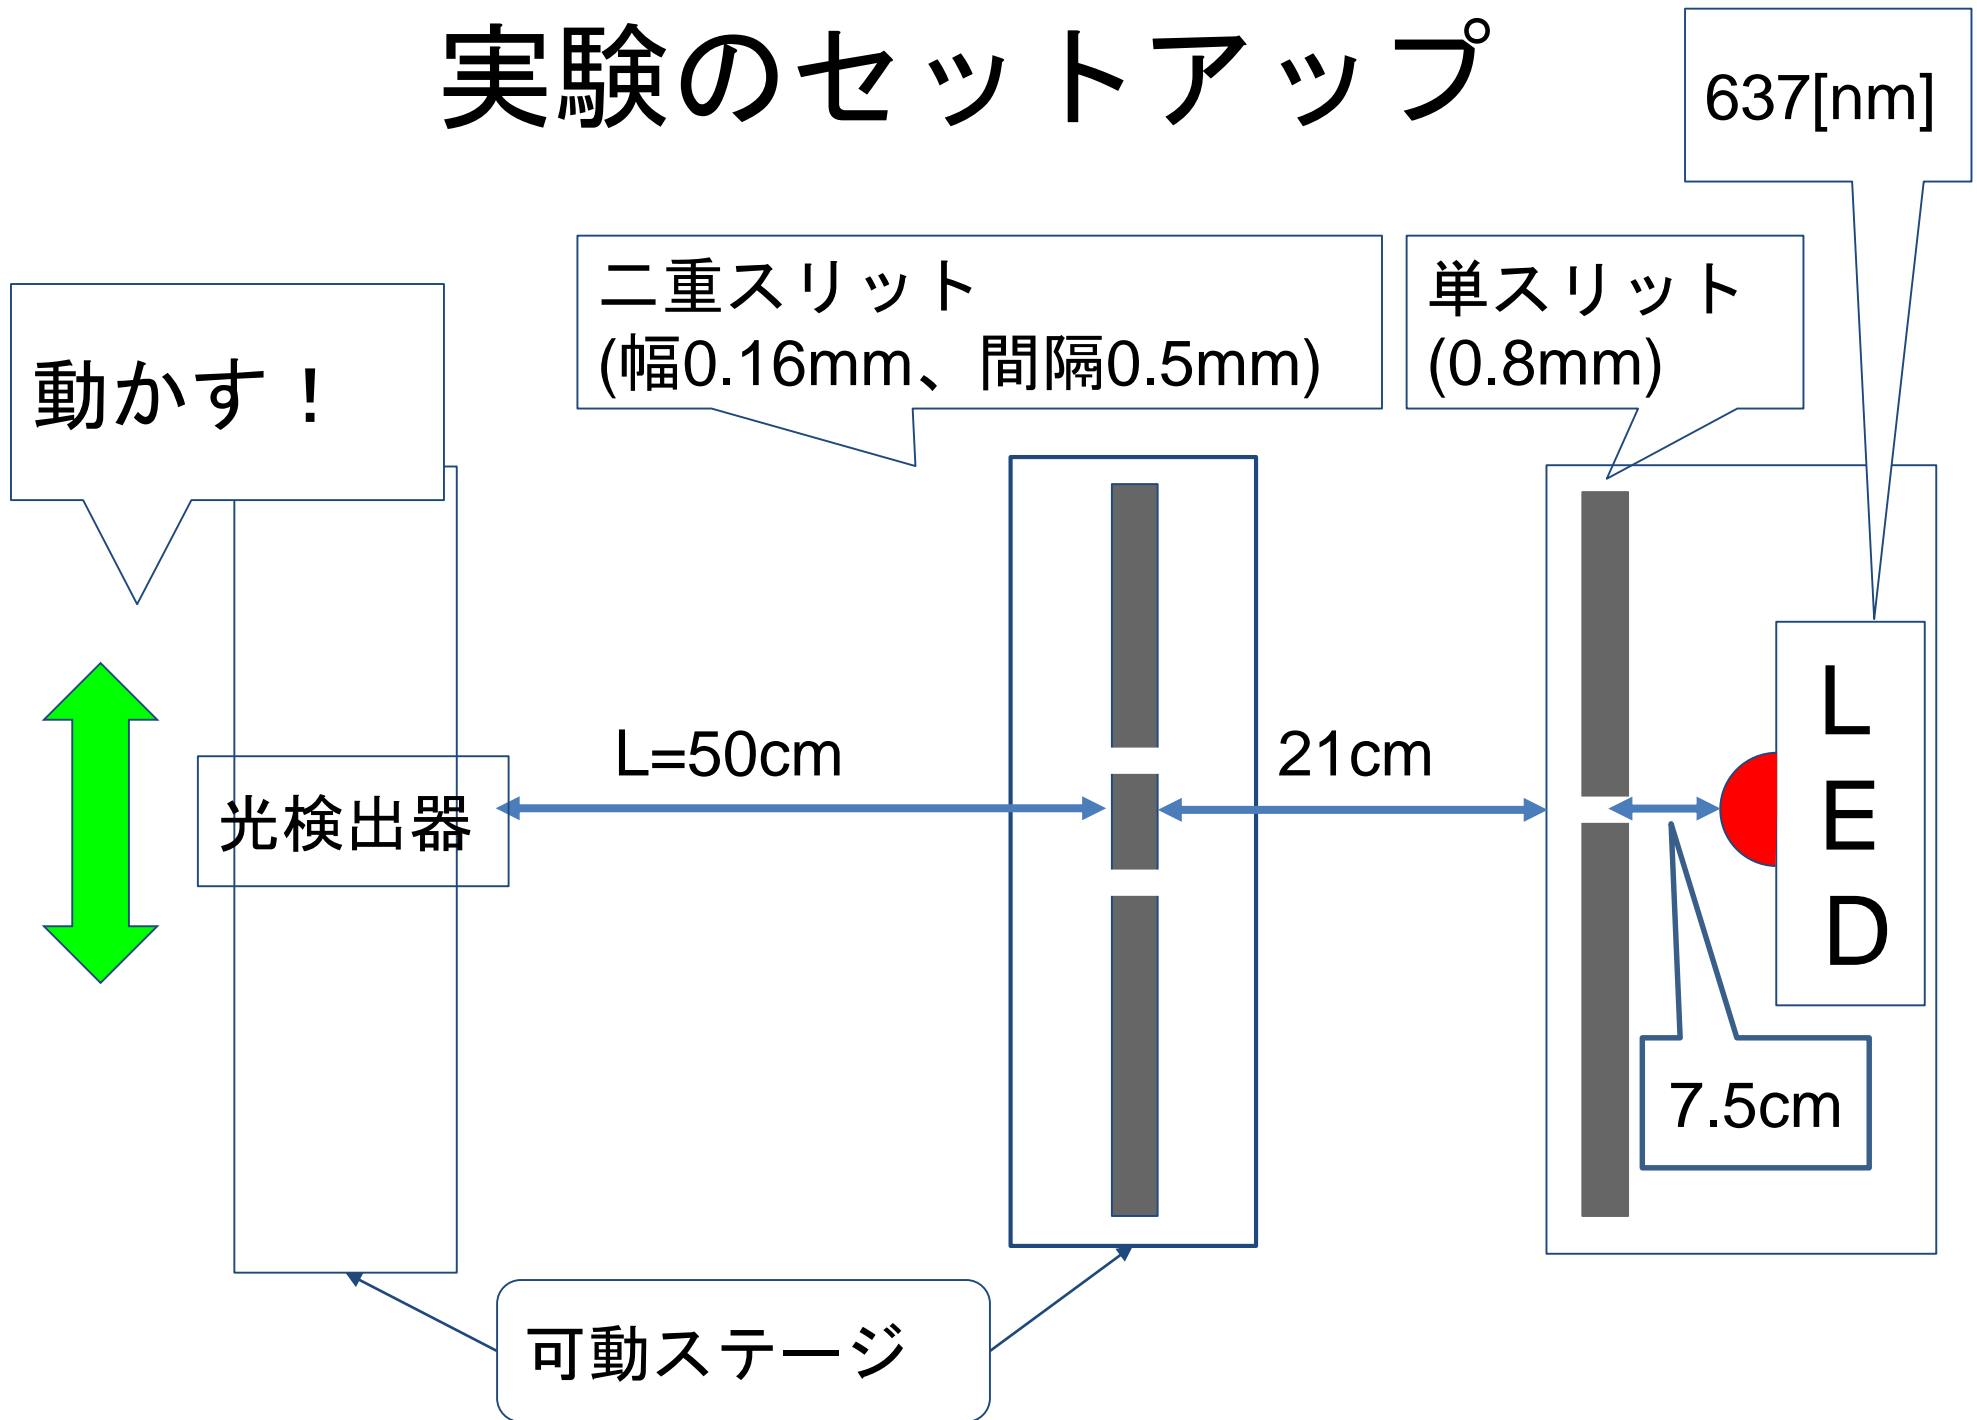 実験のセットアップ
637[nm]
二重スリット
(幅0.16mm、間隔0.5mm)
単スリット
(0.8mm)
動かす！
L=50cm
21cm
光検出器
L
E
D
7.5cm
可動ステージ